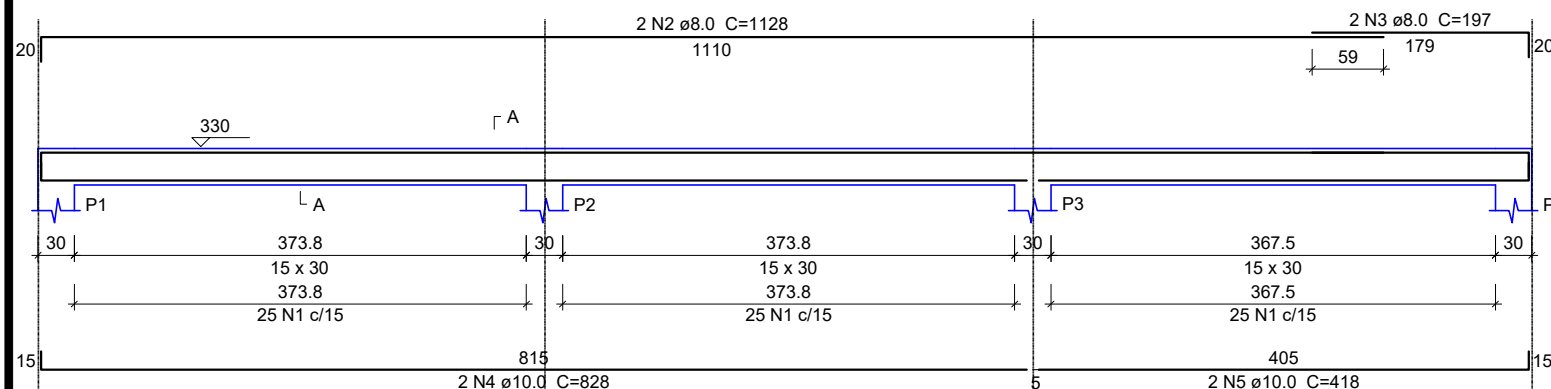 2 N2 ø8.0 C=1128
2 N3 ø8.0 C=197
20
1110
179
20
59
A
330
P1
A
P2
P3
P
30
373.8
30
373.8
30
367.5
30
15 x 30
15 x 30
15 x 30
373.8
373.8
367.5
25 N1 c/15
25 N1 c/15
25 N1 c/15
15
815
405
15
2 N4 ø10.0 C=828
5
2 N5 ø10.0 C=418